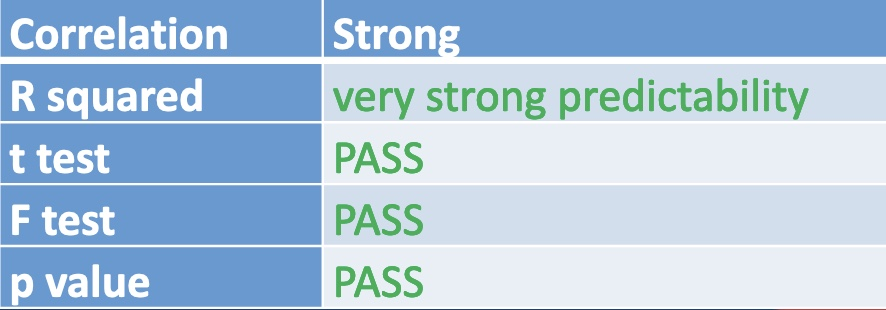 Correlation Strong
R squared very strong predictability
t test PASS
F test PASS
p value PASS